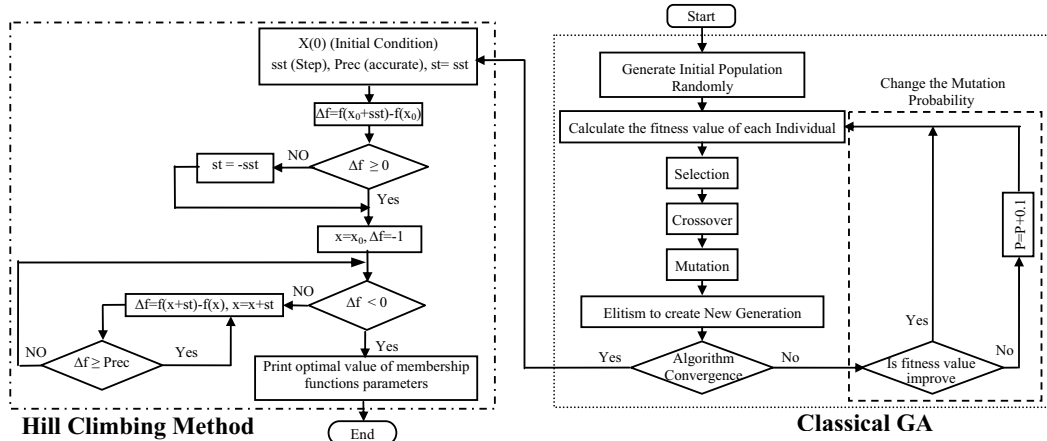 X(0) (Initial Condition)
sst (Step), Prec (accurate), st= sst
Δf=f(x₀+sst)-f(x₀)
Δf ≥ 0
NO
st = -sst
Yes
x=x₀, Δf=-1
Δf < 0
NO
Δf=f(x+st)-f(x), x=x+st
Δf ≥ Prec
NO
Yes
Yes
Print optimal value of membership
functions parameters
End
Hill Climbing Method
Start
Generate Initial Population
Randomly
Calculate the fitness value of each Individual
Selection
Crossover
Mutation
Elitism to create New Generation
Algorithm
Convergence
Yes
No
Change the Mutation
Probability
P=P+0.1
Yes
No
Is fitness value
improve
Classical GA